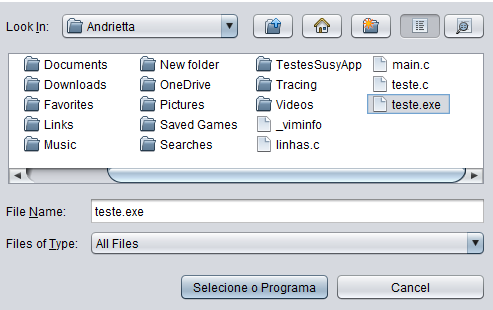 Look In: Andrietta
Documents New folder TestesSusyApp main.c
Downloads OneDrive Tracing teste.c
Favorites Pictures Videos teste.exe
Links Saved Games _viminfo
Music Searches linhas.c
File Name: teste.exe
Files of Type: All Files
Selecione o Programa Cancel